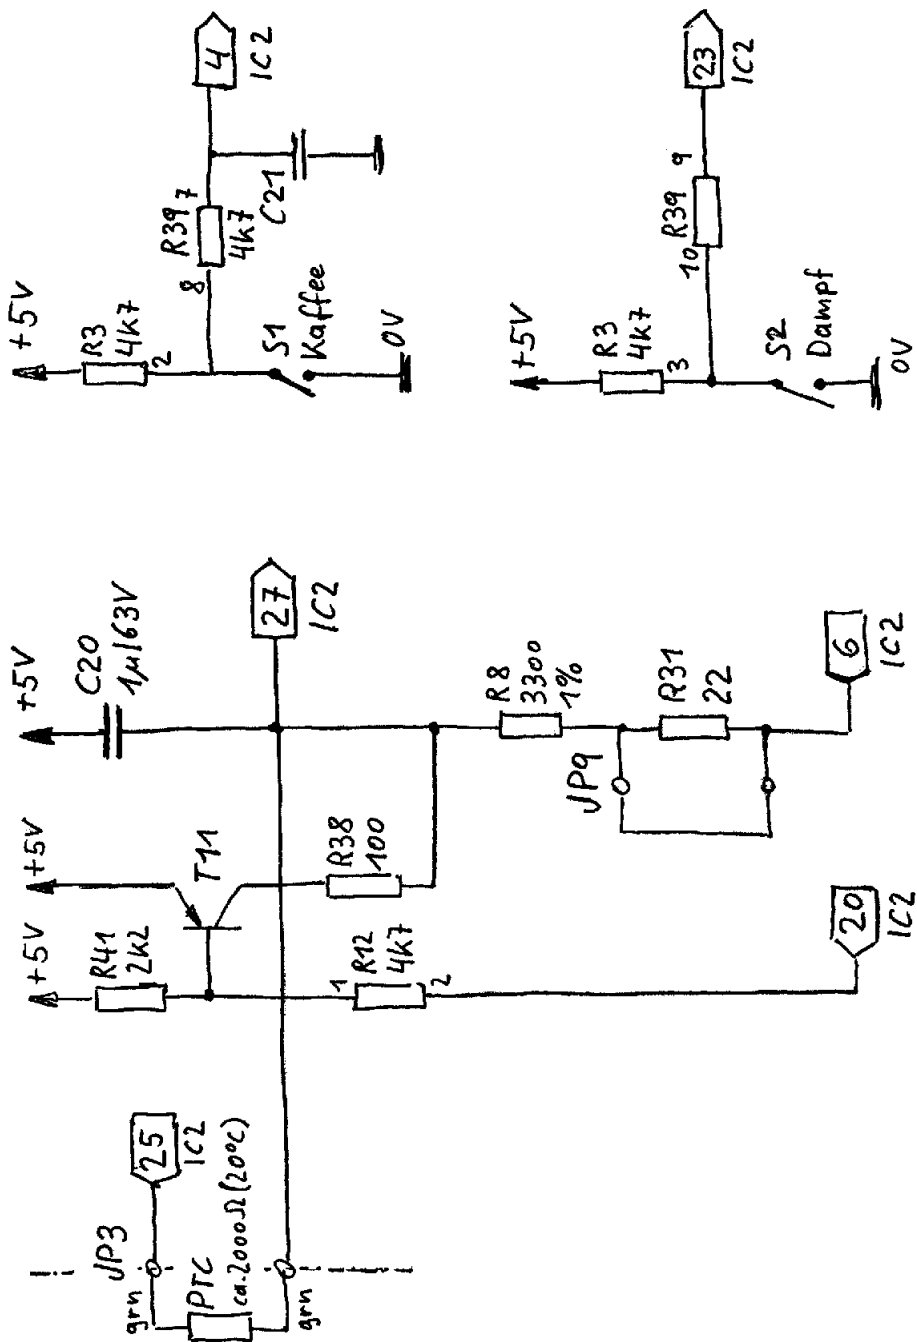 grn
JP3
PTC
ca.2000Ω(20°C)
grn
25
IC2
+5V
R41
2k2
1
R12
4k7
2
20
IC2
+5V
T11
R38
100
+5V
C20
1µ/63V
27
IC2
R8
3300
1%
JP9
R31
22
6
IC2
+5V
R3
4k7
2
8
R39
4k7
7
4
IC2
C21
S1
Kaffee
0V
+5V
R3
4k7
3
10
R39
9
23
IC2
S2
Dampf
0V